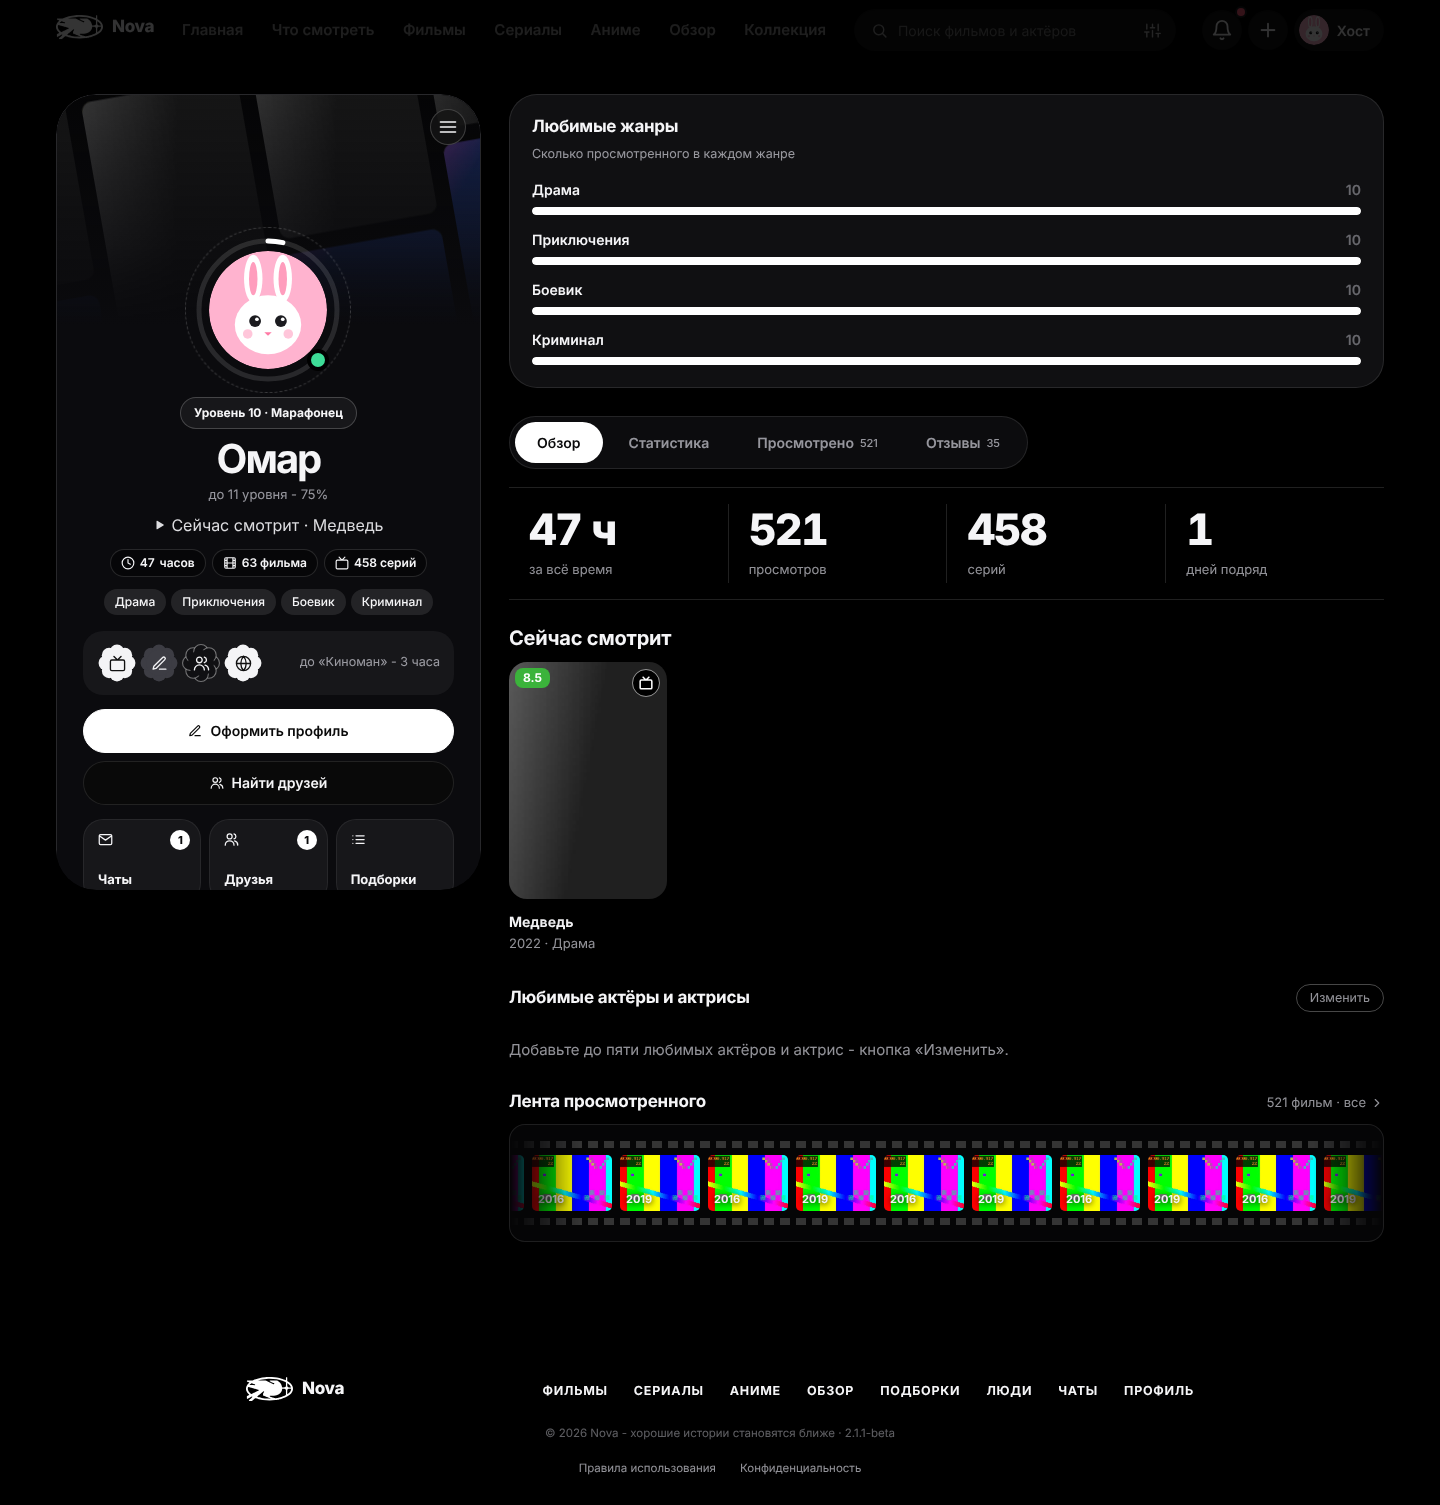 Nova
Главная
Что смотреть
Фильмы
Сериалы
Аниме
Обзор
Коллекция
Поиск фильмов и актёров
Хост
Уровень 10 · Марафонец
Омар
до 11 уровня - 75%
Сейчас смотрит · Медведь
47 часов
63 фильма
458 серий
Драма
Приключения
Боевик
Криминал
до «Киноман» - 3 часа
Оформить профиль
Найти друзей
1
Чаты
1
Друзья
Подборки
Любимые жанры
Сколько просмотренного в каждом жанре
Драма 10
Приключения 10
Боевик 10
Криминал 10
Обзор
Статистика
Просмотрено 521
Отзывы 35
47 ч
за всё время
521
просмотров
458
серий
1
дней подряд
Сейчас смотрит
8.5
Медведь
2022 · Драма
Любимые актёры и актрисы
Изменить
Добавьте до пяти любимых актёров и актрис - кнопка «Изменить».
Лента просмотренного
521 фильм · все
2016
2019
2016
2019
2016
2019
2016
2019
2016
2019
Nova
ФИЛЬМЫ
СЕРИАЛЫ
АНИМЕ
ОБЗОР
ПОДБОРКИ
ЛЮДИ
ЧАТЫ
ПРОФИЛЬ
© 2026 Nova - хорошие истории становятся ближе · 2.1.1-beta
Правила использования
Конфиденциальность